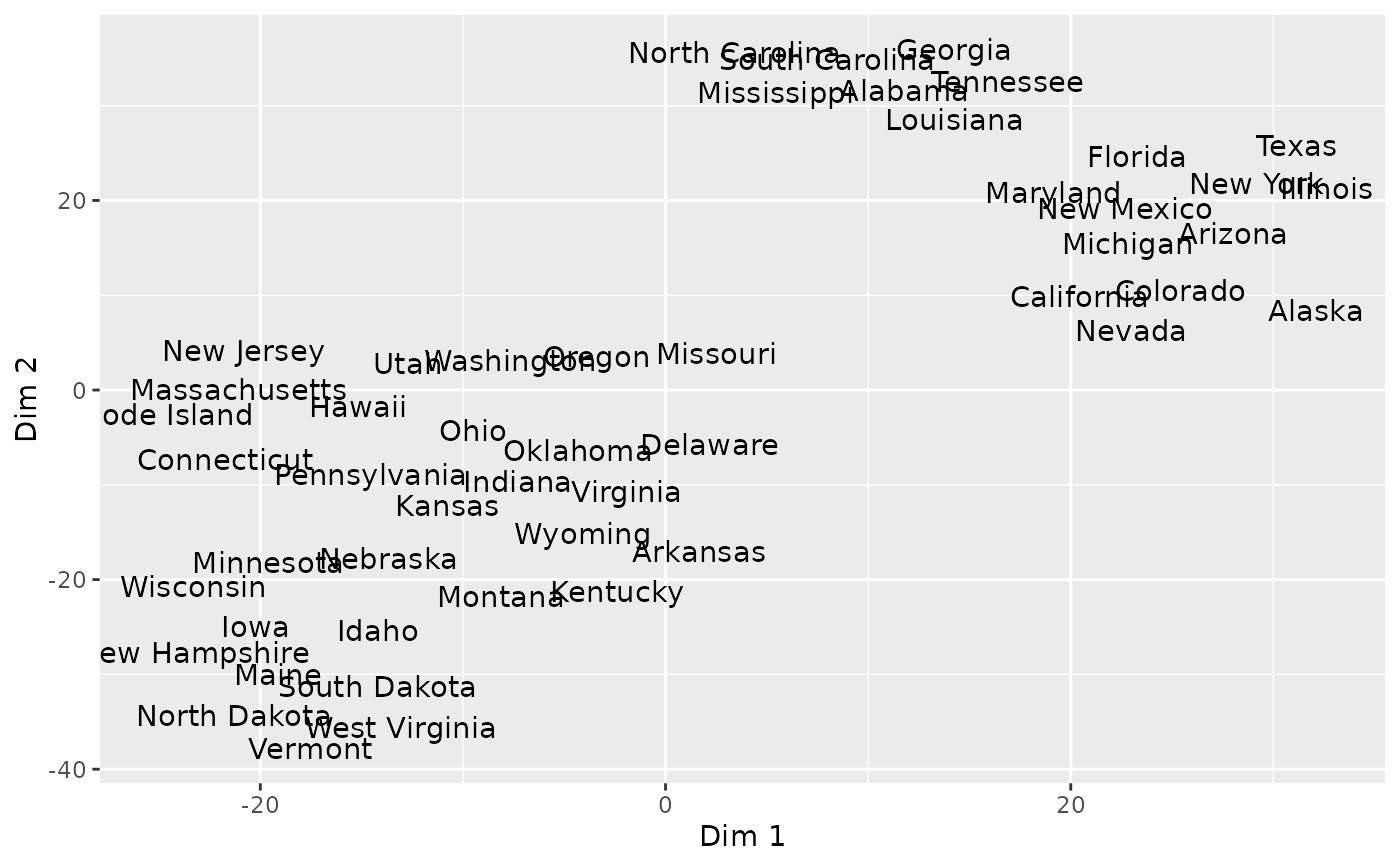 North Carolina
Georgia
South Carolina
Tennessee
Mississippi
Alabama
Louisiana
Texas
Florida
New York
Illinois
Maryland
20
New Mexico
Arizona
Michigan
Colorado
California
Alaska
Nevada
New Jersey
Missouri
Oregon
Washington
Utah
Massachusetts
0
Hawaii
ode Island
Ohio
Delaware
Oklahoma
Connecticut
Pennsylvania
Indiana
Virginia
Kansas
Wyoming
Arkansas
Nebraska
Minnesota
-20
Wisconsin
Kentucky
Montana
Iowa
Idaho
ew Hampshire
Maine
South Dakota
North Dakota
West Virginia
Vermont
-40
-20 0 20
Dim 1
Dim 2